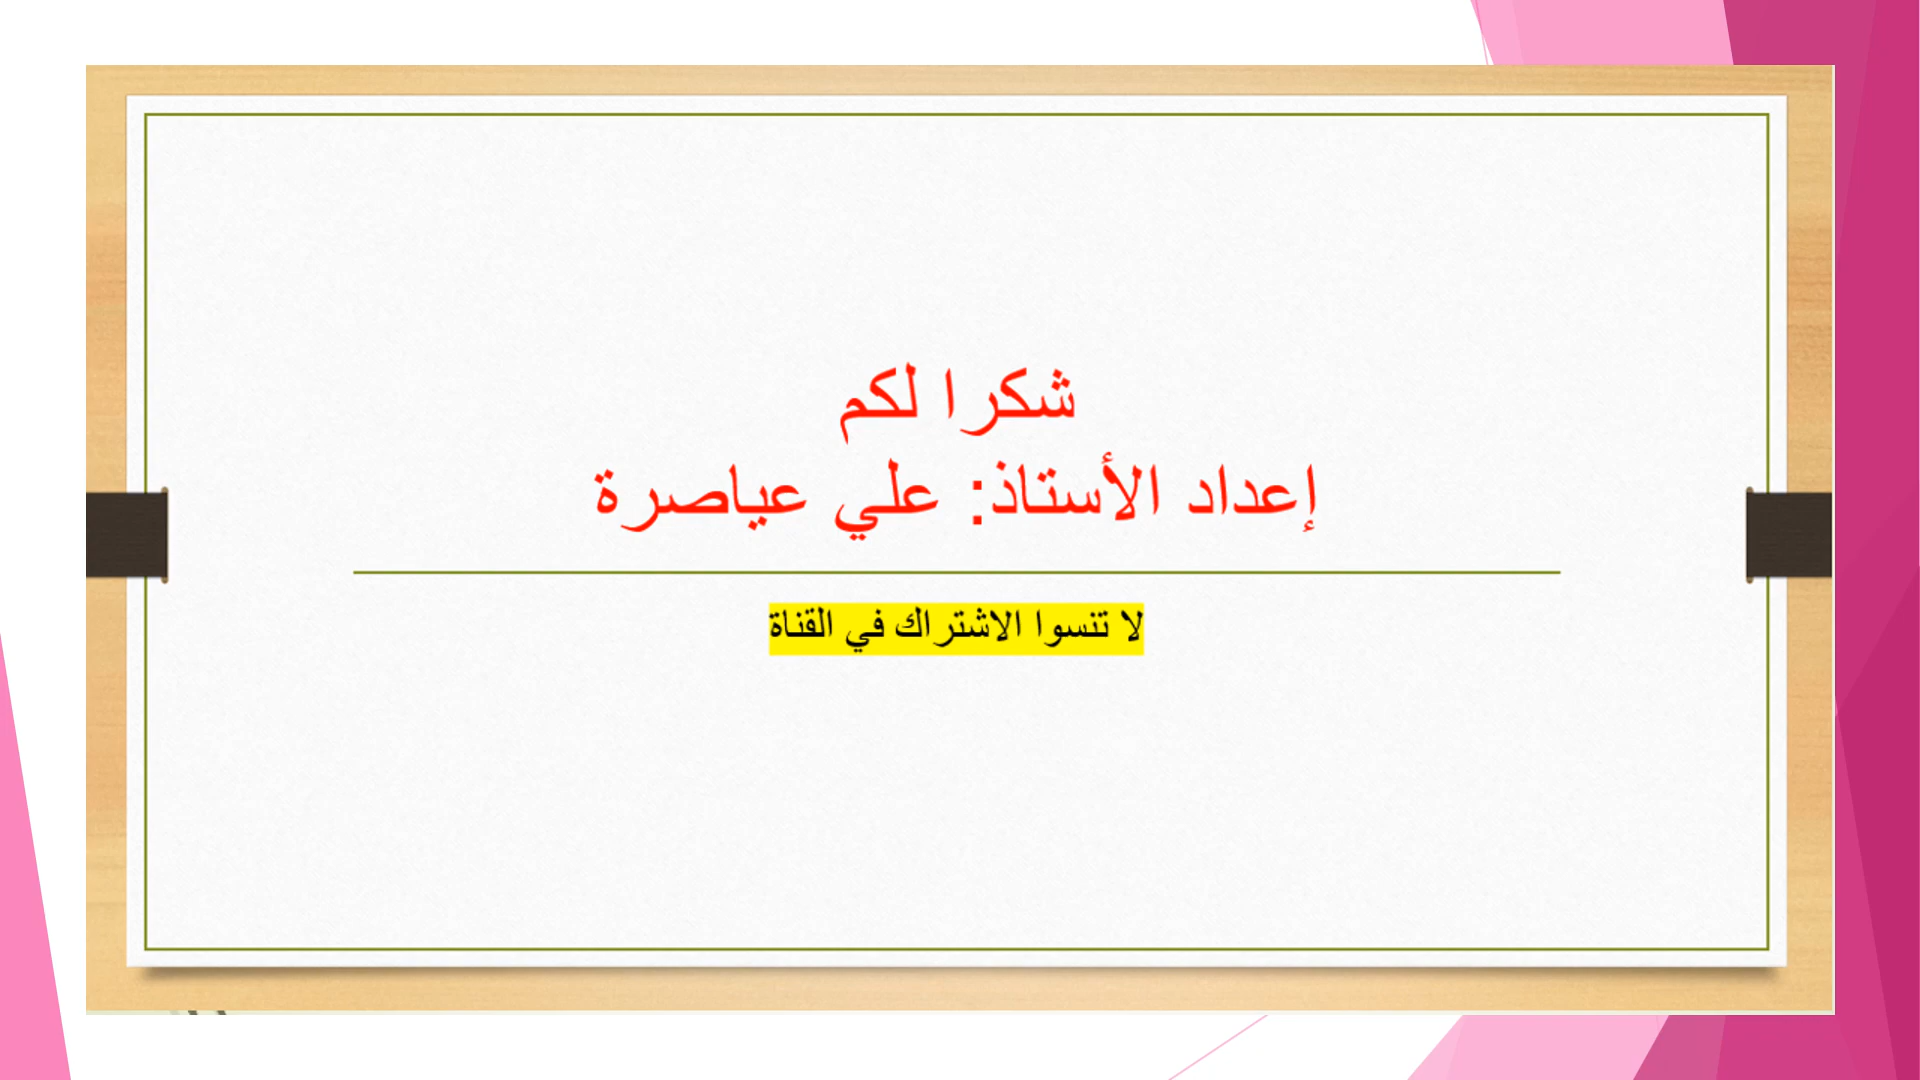 شكرا لكم
إعداد الأستاذ: علي عياصرة
لا تنسوا الاشتراك في القناة